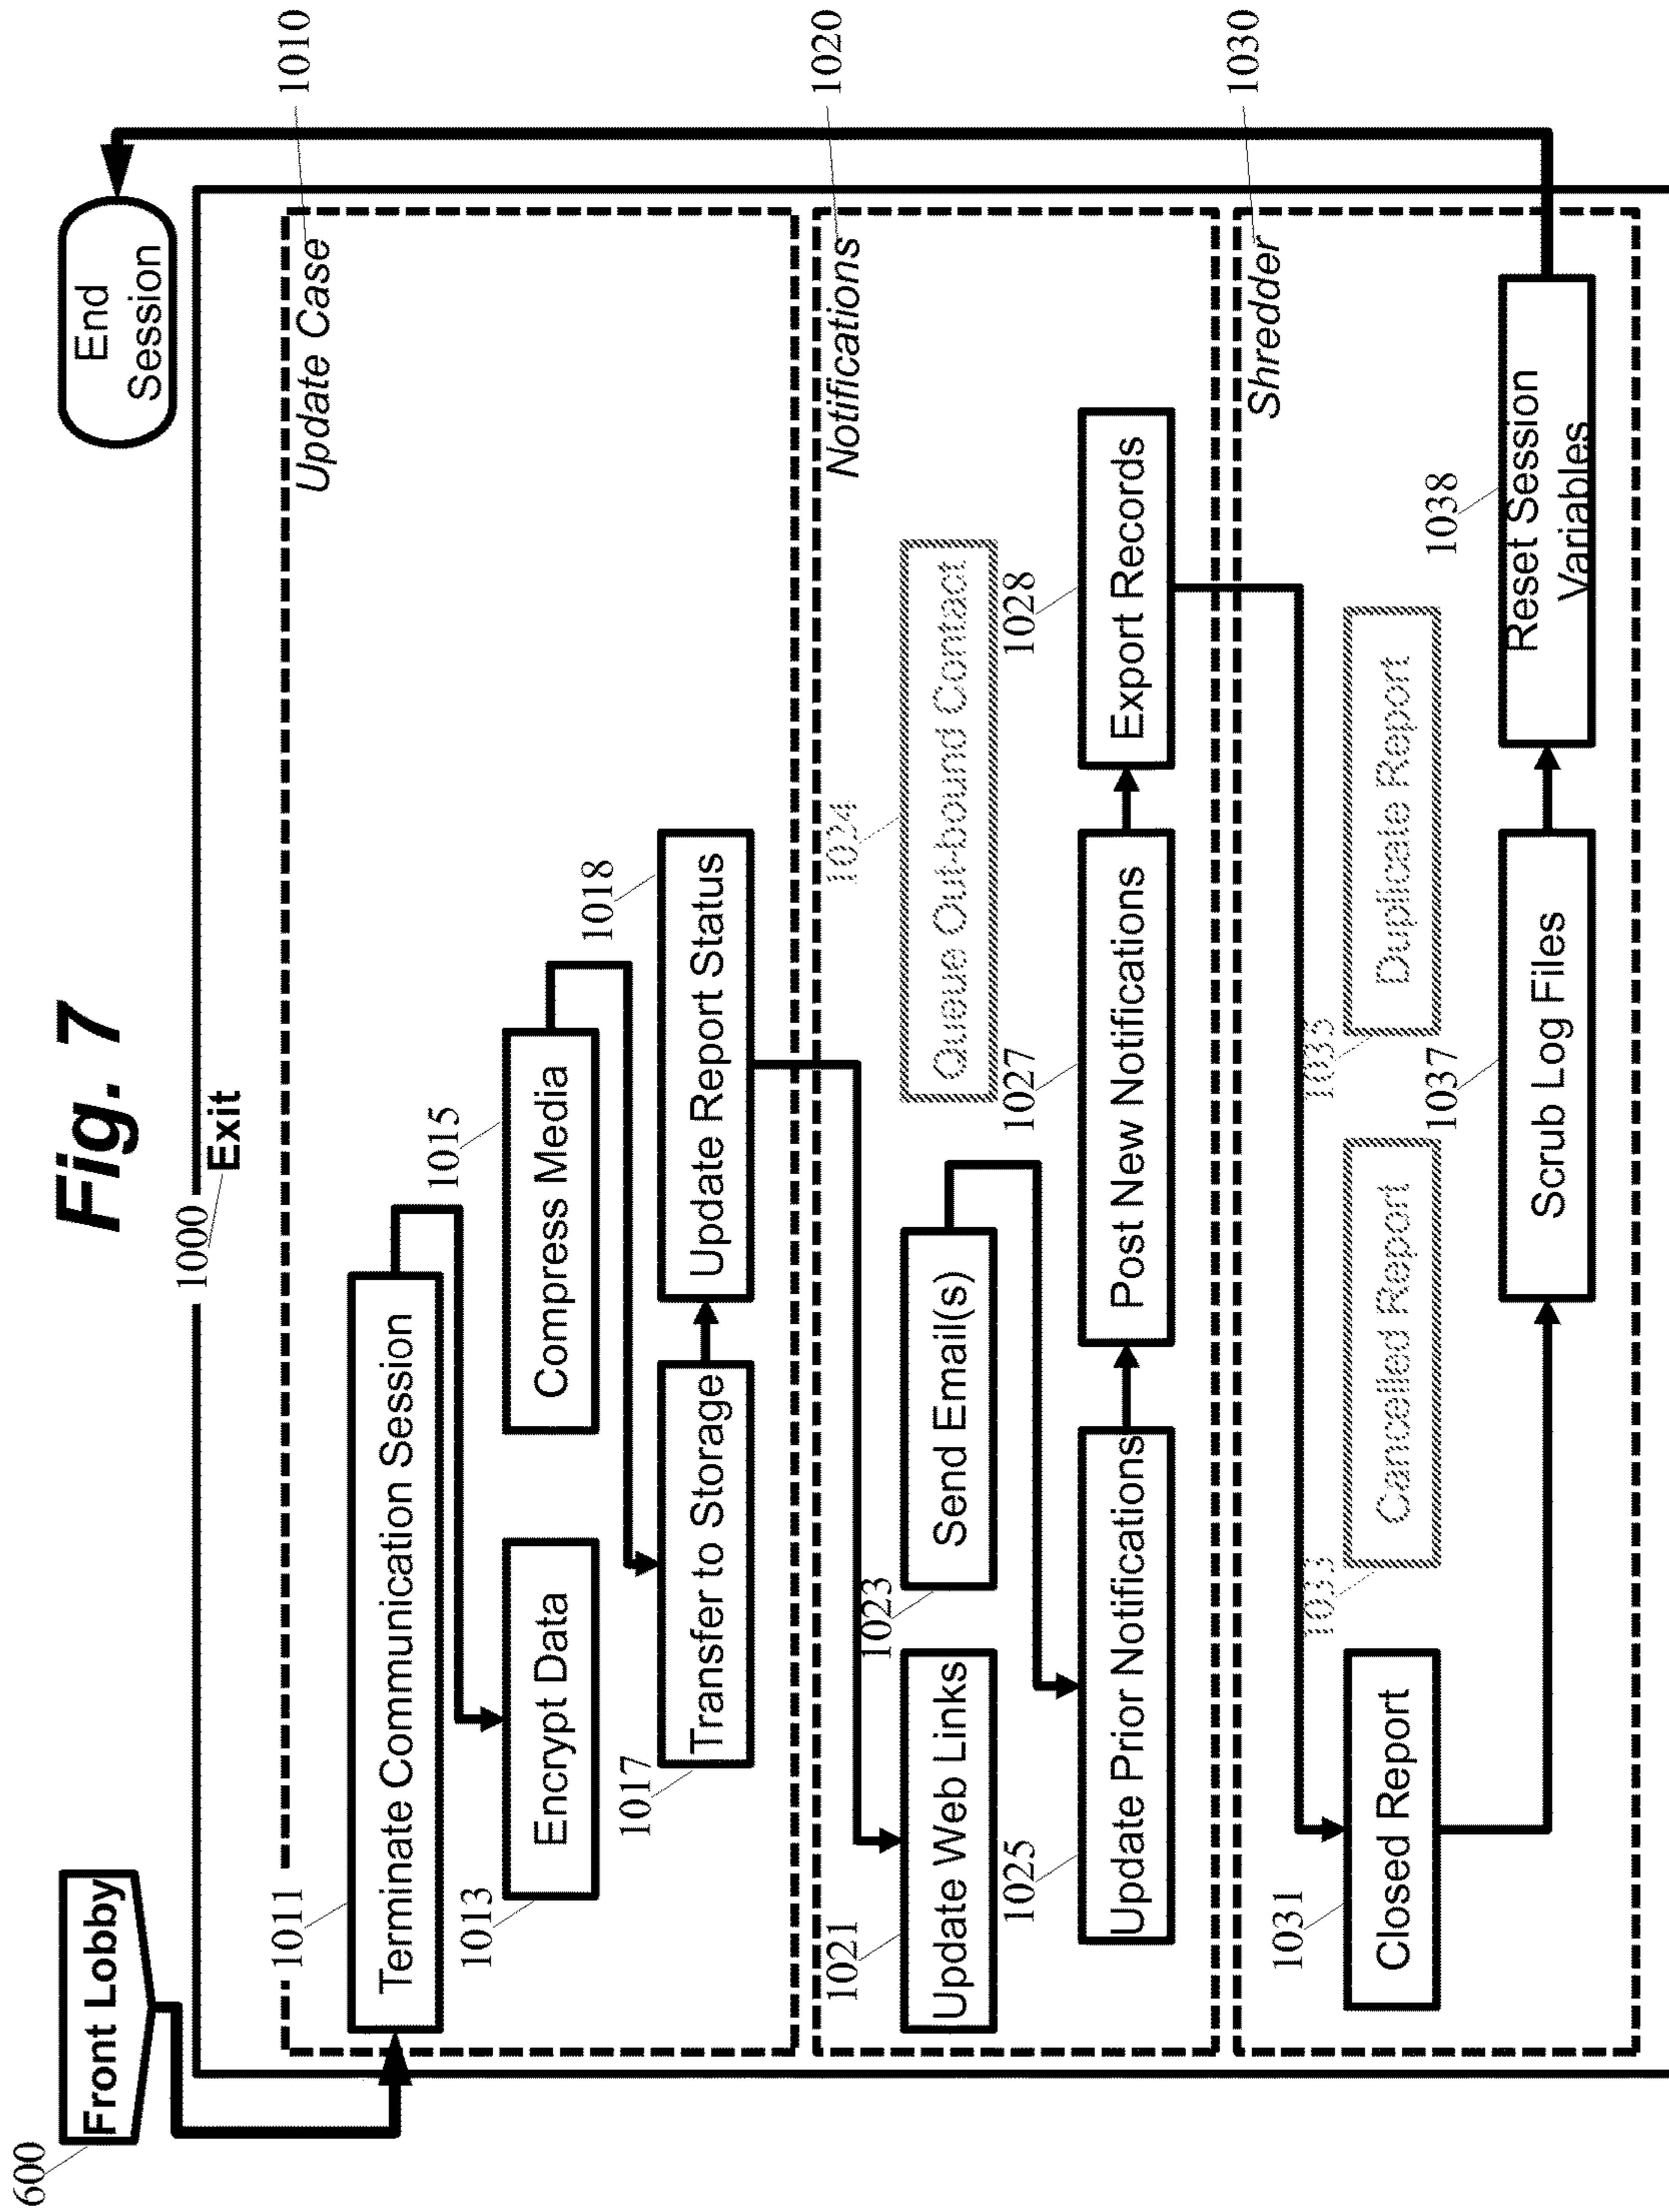 Fig. 7
600
Front Lobby
End
Session
1000
Exit
1010
Update Case
1011
Terminate Communication Session
1013
Encrypt Data
1015
Compress Media
1017
Transfer to Storage
1018
Update Report Status
1020
Notifications
1021
Update Web Links
1023
Send Email(s)
1024
Queue Out-bound Contact
1025
Update Prior Notifications
1027
Post New Notifications
1028
Export Records
1030
Shredder
1031
Closed Report
1033
Cancelled Report
1035
Duplicate Report
1037
Scrub Log Files
1038
Reset Session
Variables